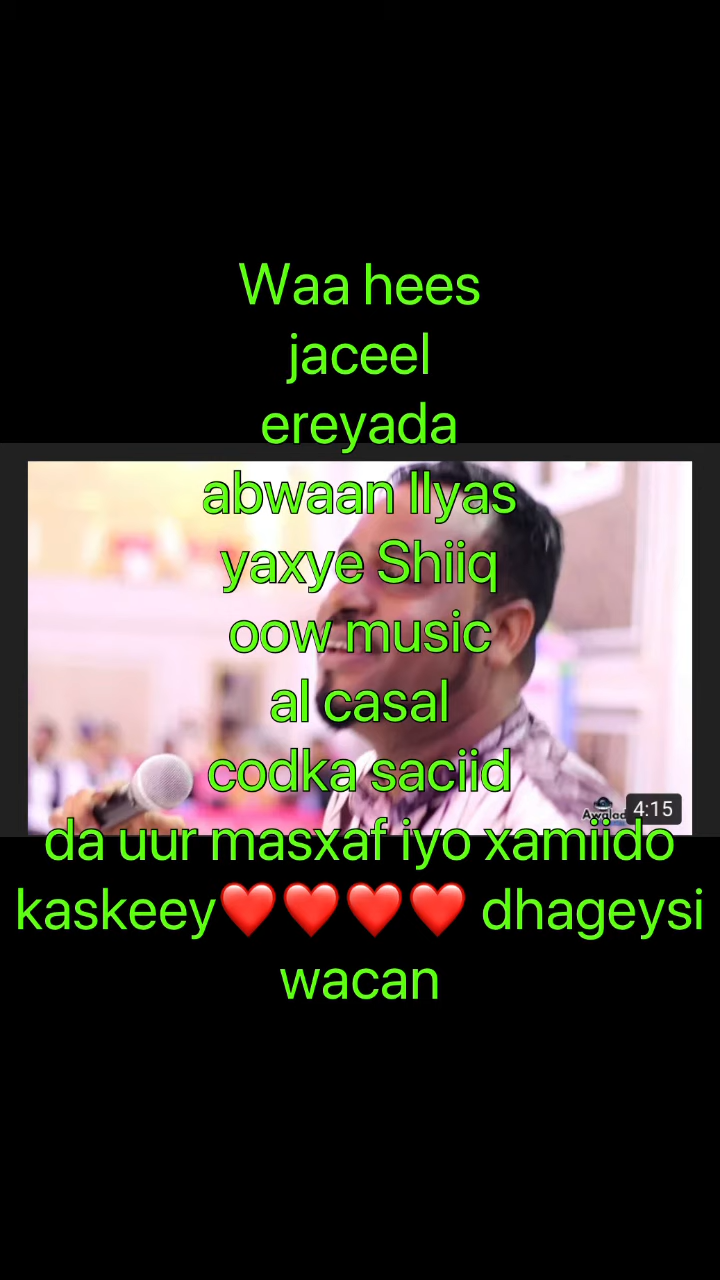 Waa hees
jaceel
ereyada
abwaan Ilyas
yaxye Shiiq
oow music
al casal
codka saciid
da uur masxaf iyo xamiido
kaskeey❤️❤️❤️❤️ dhageysi
wacan
4:15